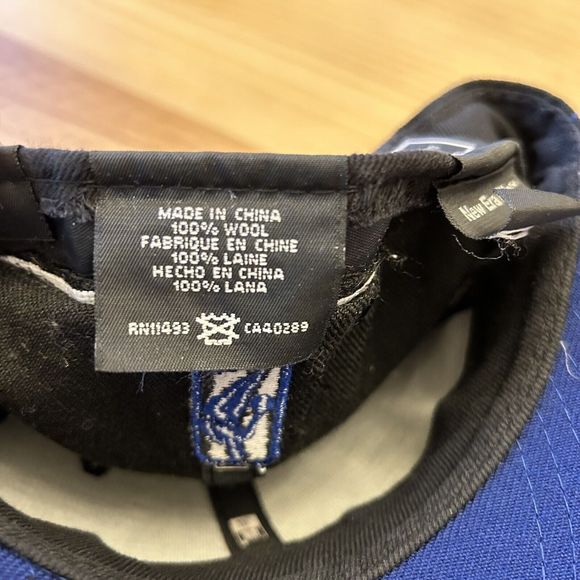 MADE IN CHINA
100% WOOL
FABRIQUE EN CHINE
100% LAINE
HECHO EN CHINA
100% LANA
RN11493 CA40289
New Era